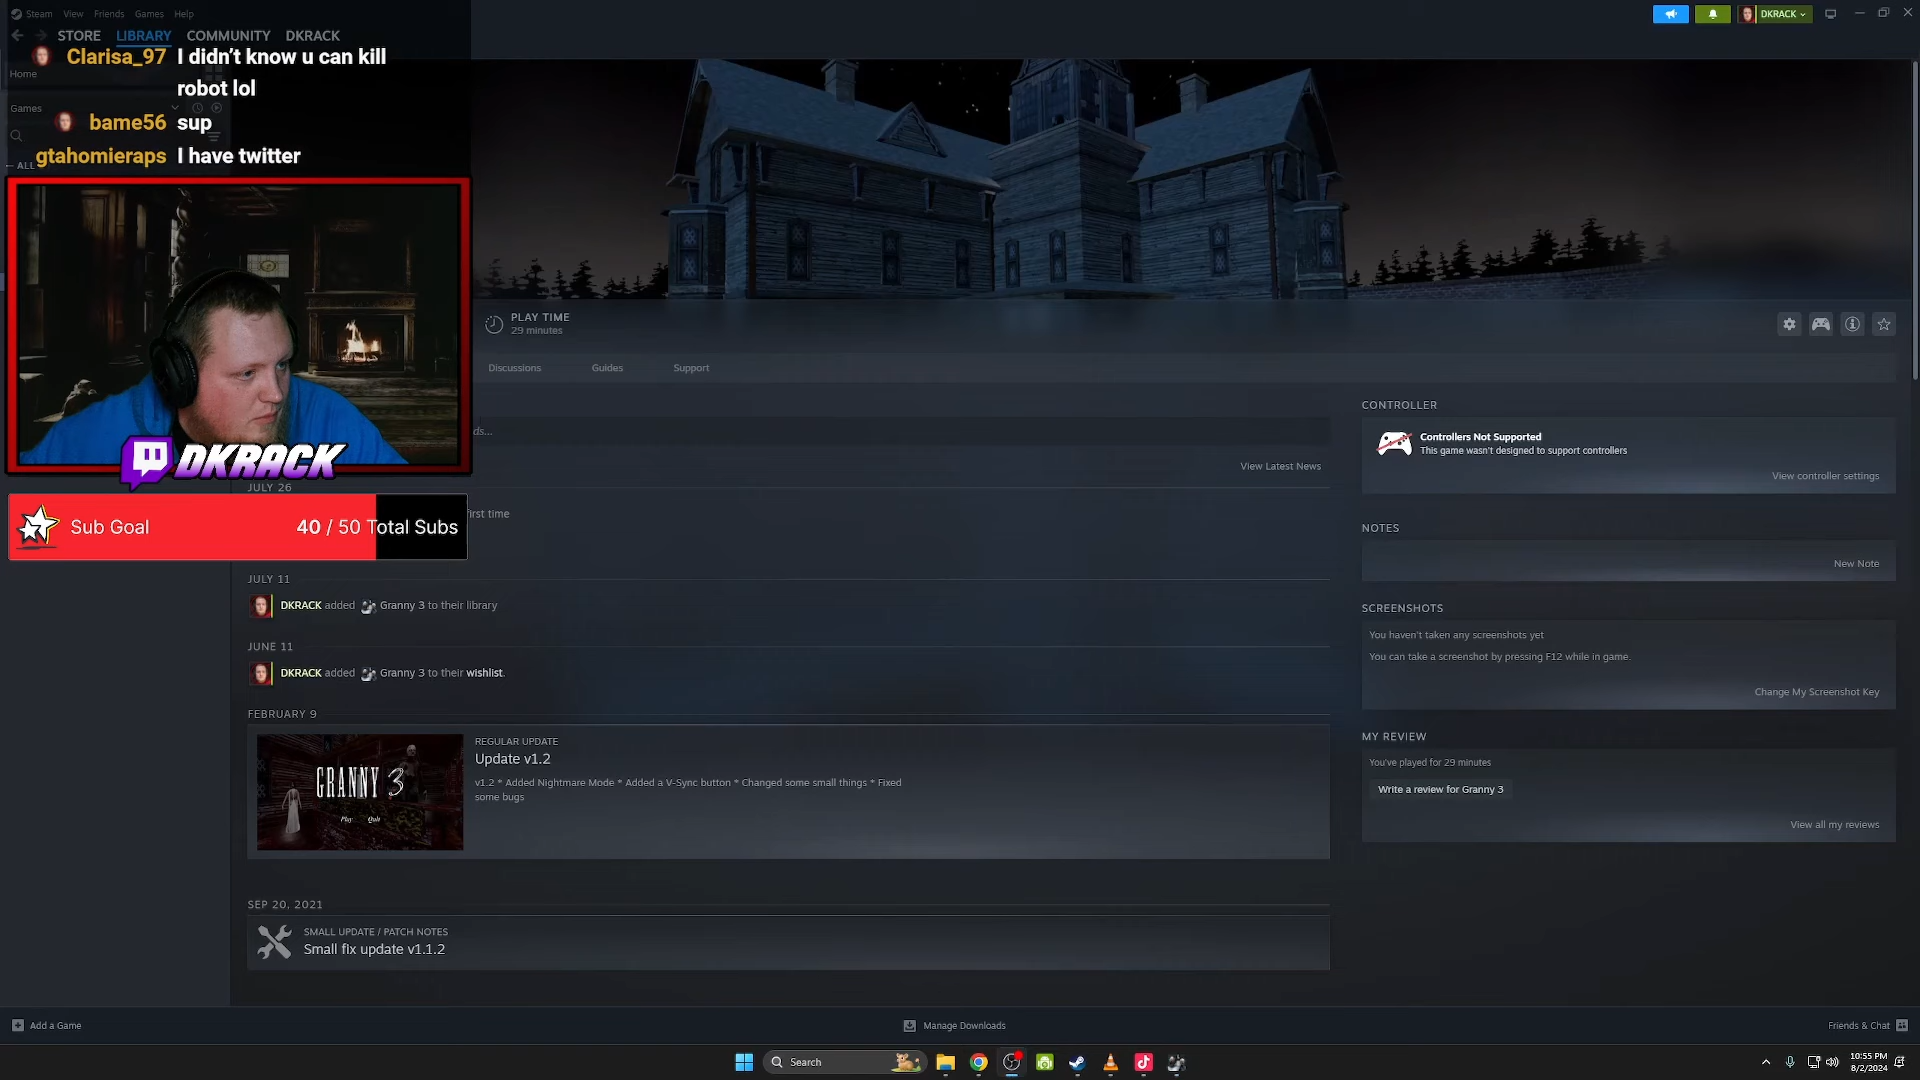 Steam View Friends Games Help
DKRACK
STORE LIBRARY COMMUNITY DKRACK
Clarisa_97 I didn't know u can kill
robot lol
Home
Games
bame56 sup
gtahomieraps I have twitter
ALL
DKRACK
Sub Goal 40 / 50 Total Subs
PLAY TIME
29 minutes
Discussions Guides Support
ds...
View Latest News
JULY 26
irst time
JULY 11
DKRACK added Granny 3 to their library
JUNE 11
DKRACK added Granny 3 to their wishlist.
FEBRUARY 9
GRANNY 3
Play Quit
REGULAR UPDATE
Update v1.2
v1.2 * Added Nightmare Mode * Added a V-Sync button * Changed some small things * Fixed
some bugs
SEP 20, 2021
SMALL UPDATE / PATCH NOTES
Small fix update v1.1.2
CONTROLLER
Controllers Not Supported
This game wasn't designed to support controllers
View controller settings
NOTES
New Note
SCREENSHOTS
You haven't taken any screenshots yet
You can take a screenshot by pressing F12 while in game.
Change My Screenshot Key
MY REVIEW
You've played for 29 minutes
Write a review for Granny 3
View all my reviews
Add a Game
Manage Downloads
Friends & Chat
Search
10:55 PM
8/2/2024